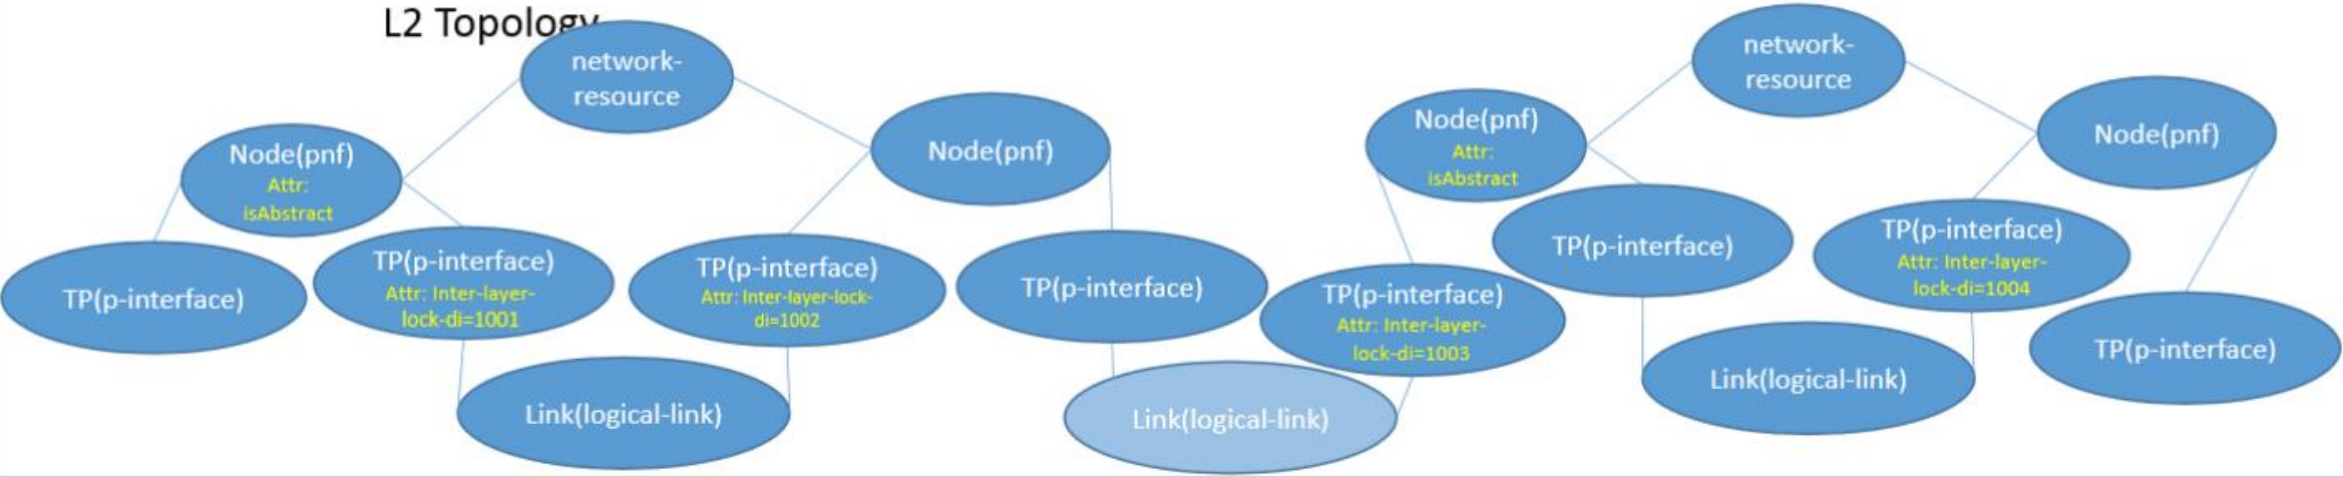 L2 Topology
network-
resource
Node(pnf)
Attr:
isAbstract
Node(pnf)
TP(p-interface)
TP(p-interface)
Attr: Inter-layer-
lock-di=1001
TP(p-interface)
Attr: Inter-layer-lock-
di=1002
TP(p-interface)
Link(logical-link)
Link(logical-link)
network-
resource
Node(pnf)
Attr:
isAbstract
Node(pnf)
TP(p-interface)
Attr: Inter-layer-
lock-di=1003
TP(p-interface)
TP(p-interface)
Attr: Inter-layer-
lock-di=1004
TP(p-interface)
Link(logical-link)